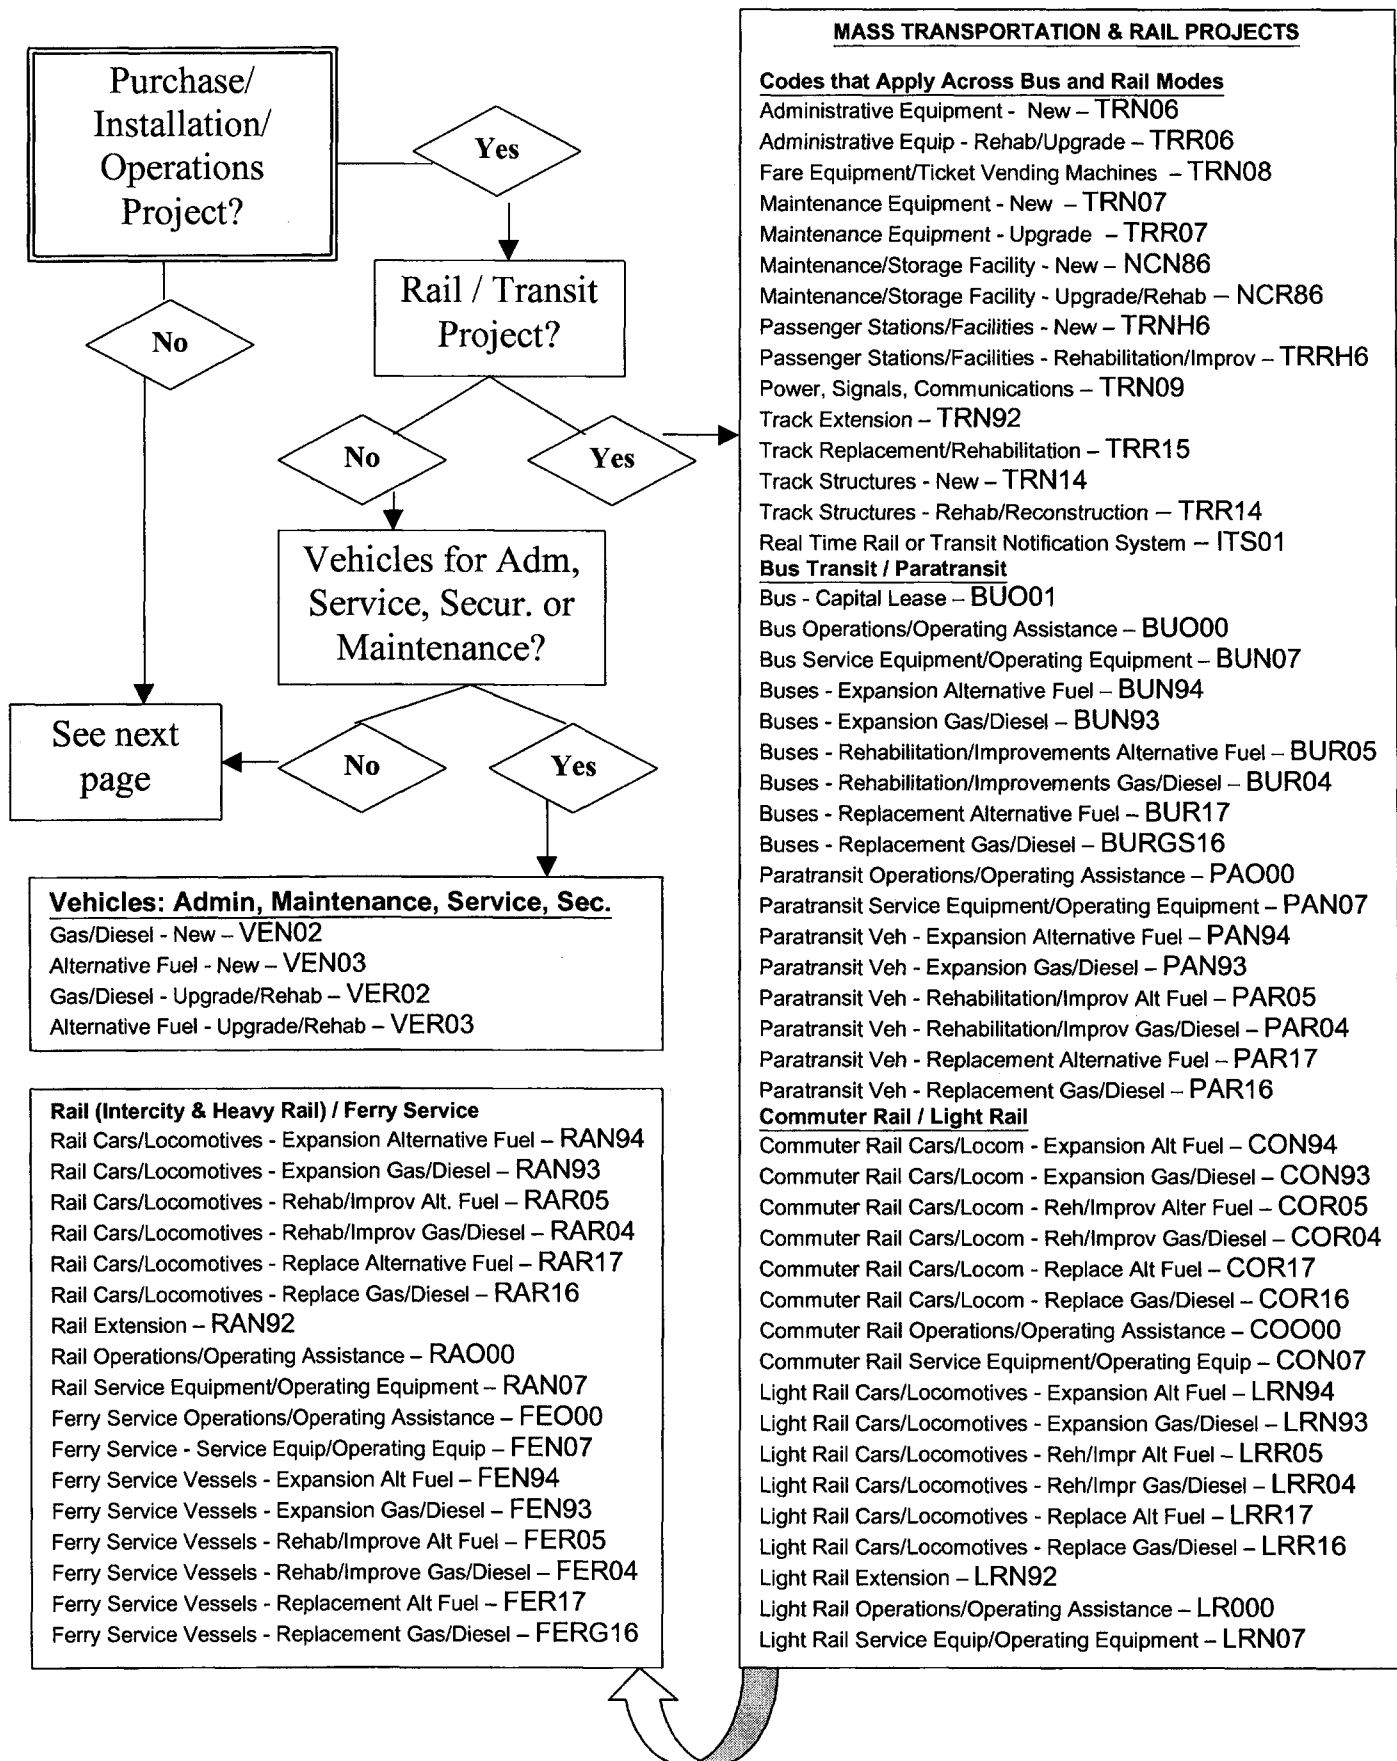 Purchase/
Installation/
Operations
Project?
Yes
No
Rail / Transit
Project?
No
Yes
Vehicles for Adm,
Service, Secur. or
Maintenance?
No
Yes
See next
page
Vehicles: Admin, Maintenance, Service, Sec.
Gas/Diesel - New – VEN02
Alternative Fuel - New – VEN03
Gas/Diesel - Upgrade/Rehab – VER02
Alternative Fuel - Upgrade/Rehab – VER03
MASS TRANSPORTATION & RAIL PROJECTS
Codes that Apply Across Bus and Rail Modes
Administrative Equipment - New – TRN06
Administrative Equip - Rehab/Upgrade – TRR06
Fare Equipment/Ticket Vending Machines – TRN08
Maintenance Equipment - New – TRN07
Maintenance Equipment - Upgrade – TRR07
Maintenance/Storage Facility - New – NCN86
Maintenance/Storage Facility - Upgrade/Rehab – NCR86
Passenger Stations/Facilities - New – TRNH6
Passenger Stations/Facilities - Rehabilitation/Improv – TRRH6
Power, Signals, Communications – TRN09
Track Extension – TRN92
Track Replacement/Rehabilitation – TRR15
Track Structures - New – TRN14
Track Structures - Rehab/Reconstruction – TRR14
Real Time Rail or Transit Notification System – ITS01
Bus Transit / Paratransit
Bus - Capital Lease – BUO01
Bus Operations/Operating Assistance – BUO00
Bus Service Equipment/Operating Equipment – BUN07
Buses - Expansion Alternative Fuel – BUN94
Buses - Expansion Gas/Diesel – BUN93
Buses - Rehabilitation/Improvements Alternative Fuel – BUR05
Buses - Rehabilitation/Improvements Gas/Diesel – BUR04
Buses - Replacement Alternative Fuel – BUR17
Buses - Replacement Gas/Diesel – BURGS16
Paratransit Operations/Operating Assistance – PAO00
Paratransit Service Equipment/Operating Equipment – PAN07
Paratransit Veh - Expansion Alternative Fuel – PAN94
Paratransit Veh - Expansion Gas/Diesel – PAN93
Paratransit Veh - Rehabilitation/Improv Alt Fuel – PAR05
Paratransit Veh - Rehabilitation/Improv Gas/Diesel – PAR04
Paratransit Veh - Replacement Alternative Fuel – PAR17
Paratransit Veh - Replacement Gas/Diesel – PAR16
Commuter Rail / Light Rail
Commuter Rail Cars/Locom - Expansion Alt Fuel – CON94
Commuter Rail Cars/Locom - Expansion Gas/Diesel – CON93
Commuter Rail Cars/Locom - Reh/Improv Alter Fuel – COR05
Commuter Rail Cars/Locom - Reh/Improv Gas/Diesel – COR04
Commuter Rail Cars/Locom - Replace Alt Fuel – COR17
Commuter Rail Cars/Locom - Replace Gas/Diesel – COR16
Commuter Rail Operations/Operating Assistance – COO00
Commuter Rail Service Equipment/Operating Equip – CON07
Light Rail Cars/Locomotives - Expansion Alt Fuel – LRN94
Light Rail Cars/Locomotives - Expansion Gas/Diesel – LRN93
Light Rail Cars/Locomotives - Reh/Impr Alt Fuel – LRR05
Light Rail Cars/Locomotives - Reh/Impr Gas/Diesel – LRR04
Light Rail Cars/Locomotives - Replace Alt Fuel – LRR17
Light Rail Cars/Locomotives - Replace Gas/Diesel – LRR16
Light Rail Extension – LRN92
Light Rail Operations/Operating Assistance – LR000
Light Rail Service Equip/Operating Equipment – LRN07
Rail (Intercity & Heavy Rail) / Ferry Service
Rail Cars/Locomotives - Expansion Alternative Fuel – RAN94
Rail Cars/Locomotives - Expansion Gas/Diesel – RAN93
Rail Cars/Locomotives - Rehab/Improv Alt. Fuel – RAR05
Rail Cars/Locomotives - Rehab/Improv Gas/Diesel – RAR04
Rail Cars/Locomotives - Replace Alternative Fuel – RAR17
Rail Cars/Locomotives - Replace Gas/Diesel – RAR16
Rail Extension – RAN92
Rail Operations/Operating Assistance – RAO00
Rail Service Equipment/Operating Equipment – RAN07
Ferry Service Operations/Operating Assistance – FEO00
Ferry Service - Service Equip/Operating Equip – FEN07
Ferry Service Vessels - Expansion Alt Fuel – FEN94
Ferry Service Vessels - Expansion Gas/Diesel – FEN93
Ferry Service Vessels - Rehab/Improve Alt Fuel – FER05
Ferry Service Vessels - Rehab/Improve Gas/Diesel – FER04
Ferry Service Vessels - Replacement Alt Fuel – FER17
Ferry Service Vessels - Replacement Gas/Diesel – FERG16